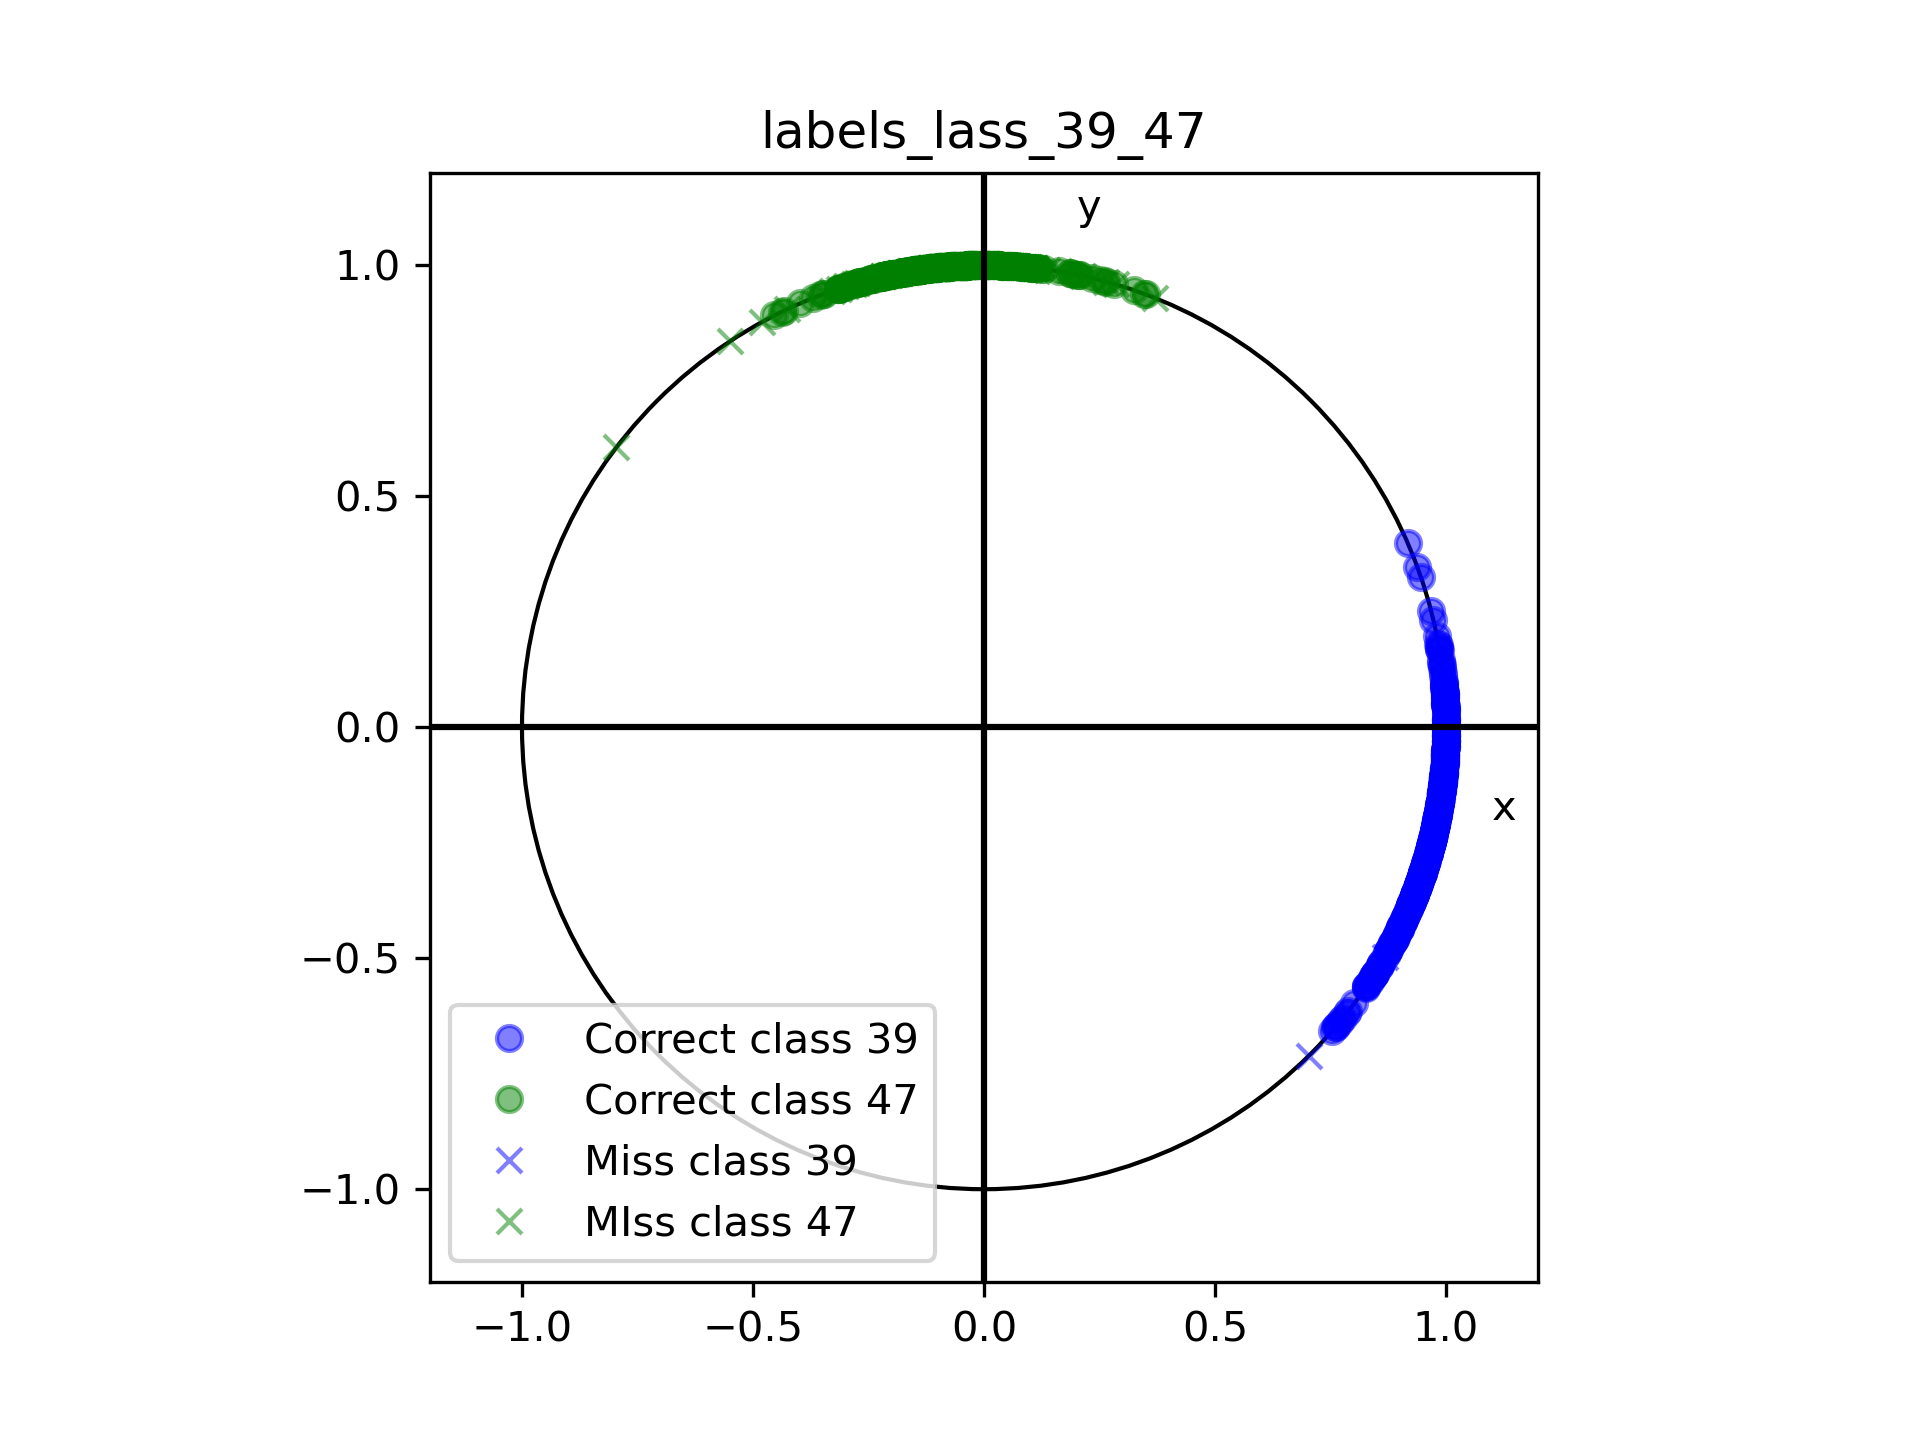 labels_lass_39_47
y
1.0
0.5
0.0
x
−0.5
−1.0
Correct class 39
Correct class 47
Miss class 39
MIss class 47
−1.0 −0.5 0.0 0.5 1.0